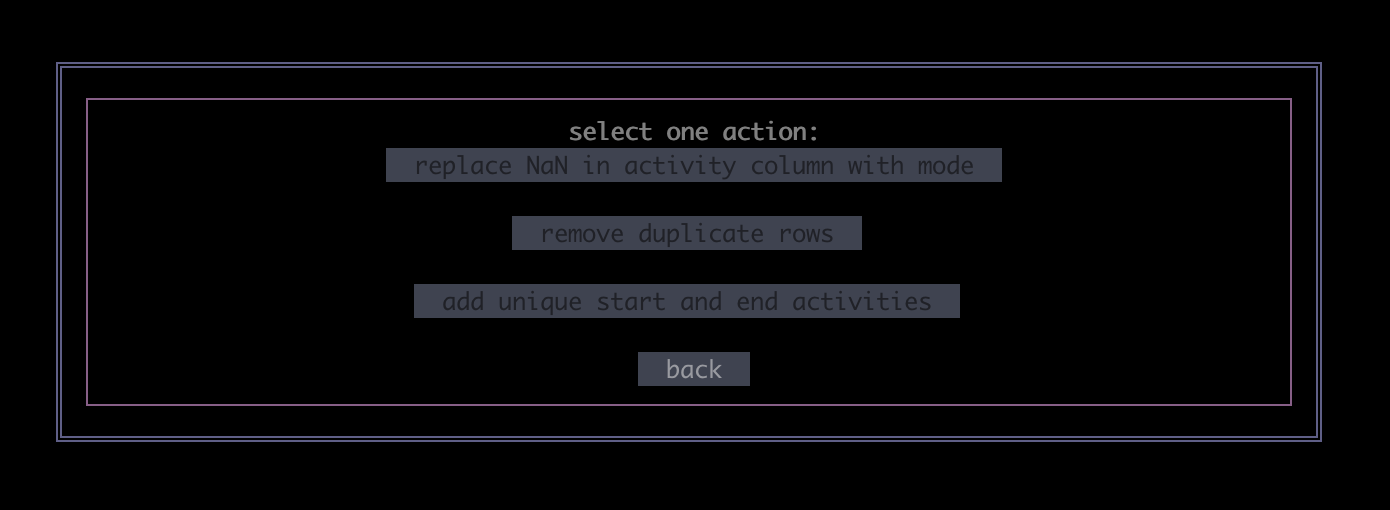 select one action:
replace NaN in activity column with mode
remove duplicate rows
add unique start and end activities
back